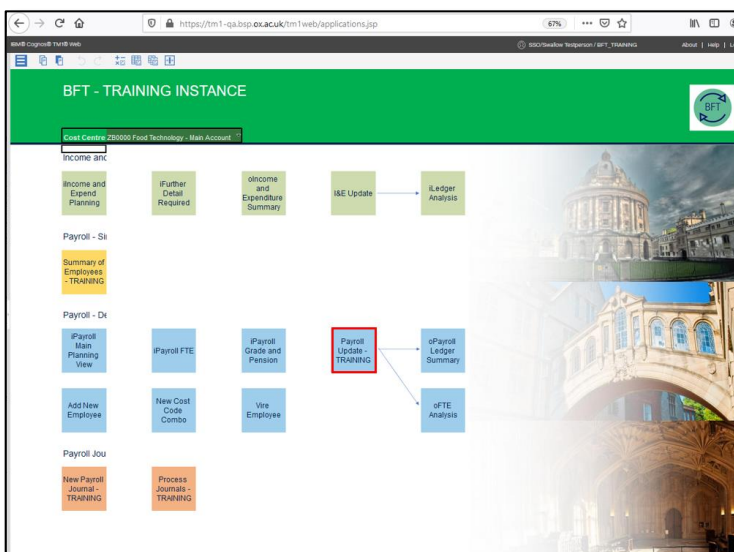 https://tm1-qa.bsp.ox.ac.uk/tm1web/applications.jsp
67%
IBM® Cognos® TM1® Web
SSO/Swallow Testperson / BFT_TRAINING
About | Help |
BFT - TRAINING INSTANCE
BFT
Cost Centre ZB0000 Food Technology - Main Account
Income and
iIncome and
Expend
Planning
iFurther
Detail
Required
oIncome
and
Expenditure
Summary
I&E Update
iLedger
Analysis
Payroll - Si
Summary of
Employees
- TRAINING
Payroll - De
iPayroll
Main
Planning
View
iPayroll FTE
iPayroll
Grade and
Pension
Payroll
Update -
TRAINING
oPayroll
Ledger
Summary
Add New
Employee
New Cost
Code
Combo
Vire
Employee
oFTE
Analysis
Payroll Jou
New Payroll
Journal -
TRAINING
Process
Journals -
TRAINING